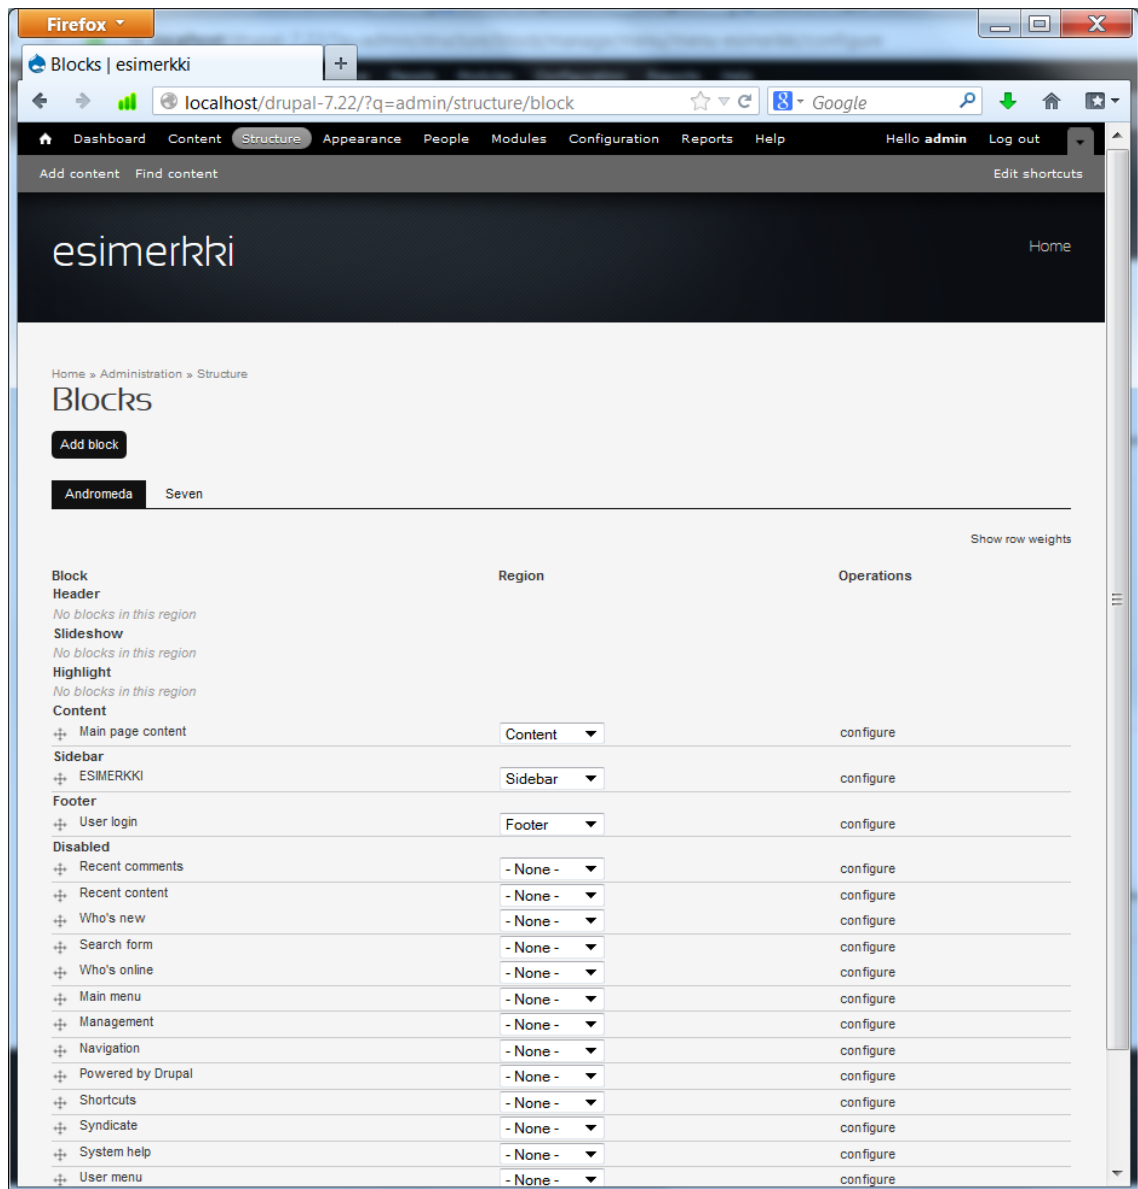 Firefox
Blocks | esimerkki
localhost/drupal-7.22/?q=admin/structure/block
Google
Dashboard Content Structure Appearance People Modules Configuration Reports Help Hello admin Log out
Add content Find content Edit shortcuts
esimerkki
Home
Home » Administration » Structure
Blocks
Add block
Andromeda Seven
Show row weights
Block Region Operations
Header
No blocks in this region
Slideshow
No blocks in this region
Highlight
No blocks in this region
Content
Main page content Content configure
Sidebar
ESIMERKKI Sidebar configure
Footer
User login Footer configure
Disabled
Recent comments - None - configure
Recent content - None - configure
Who's new - None - configure
Search form - None - configure
Who's online - None - configure
Main menu - None - configure
Management - None - configure
Navigation - None - configure
Powered by Drupal - None - configure
Shortcuts - None - configure
Syndicate - None - configure
System help - None - configure
User menu - None - configure